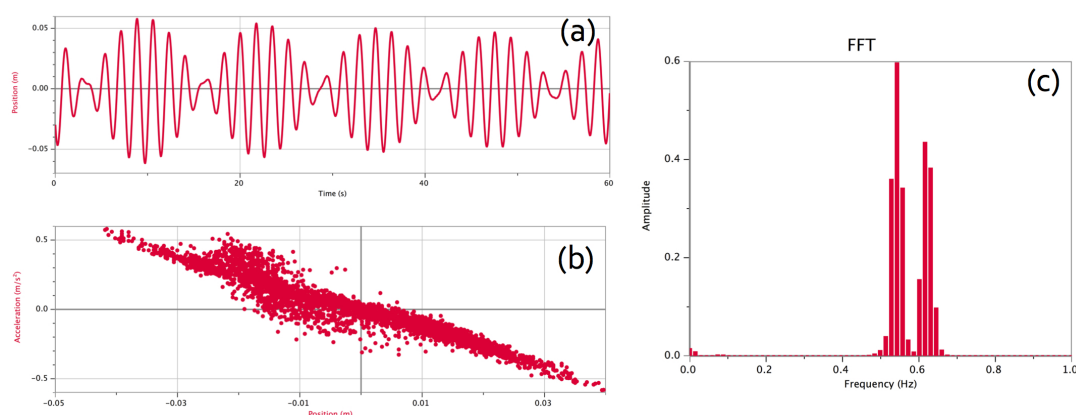 (a)
Position (m)
0.05
0.00
−0.05
0
20
40
60
Time (s)
(b)
Acceleration (m/s²)
0.5
0.0
−0.5
−0.05
−0.03
−0.01
0.01
0.03
Position (m)
FFT
(c)
Amplitude
0.6
0.4
0.2
0.0
0.0
0.2
0.4
0.6
0.8
1.0
Frequency (Hz)